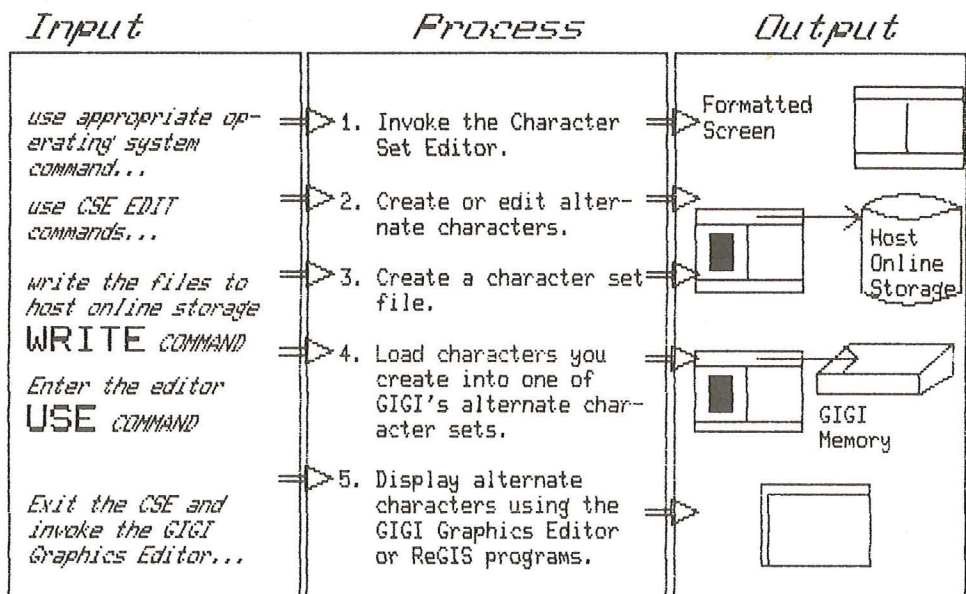 Input
Process
Output
use appropriate op-
erating system
command...
use CSE EDIT
commands...
write the files to
host online storage
WRITE COMMAND
Enter the editor
USE COMMAND
Exit the CSE and
invoke the GIGI
Graphics Editor...
1. Invoke the Character
Set Editor.
2. Create or edit alter-
nate characters.
3. Create a character set
file.
4. Load characters you
create into one of
GIGI's alternate char-
acter sets.
5. Display alternate
characters using the
GIGI Graphics Editor
or ReGIS programs.
Formatted
Screen
Host
Online
Storage
GIGI
Memory